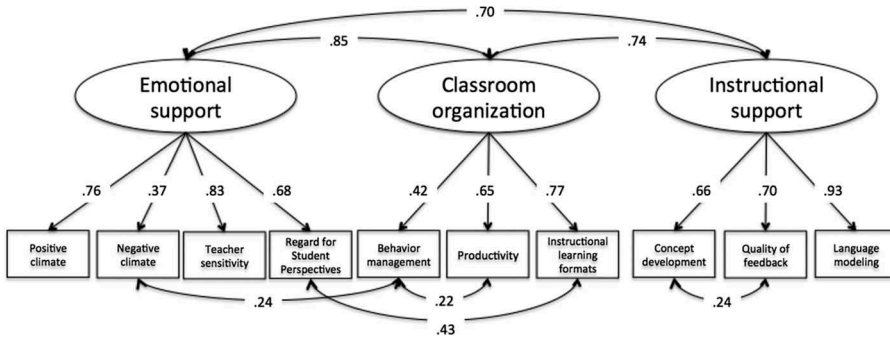 .70
.85
.74
Emotional
support
Classroom
organization
Instructional
support
.76
.37
.83
.68
.42
.65
.77
.66
.70
.93
Positive
climate
Negative
climate
Teacher
sensitivity
Regard for
Student
Perspectives
Behavior
management
Productivity
Instructional
learning
formats
Concept
development
Quality of
feedback
Language
modeling
.24
.22
.24
.43